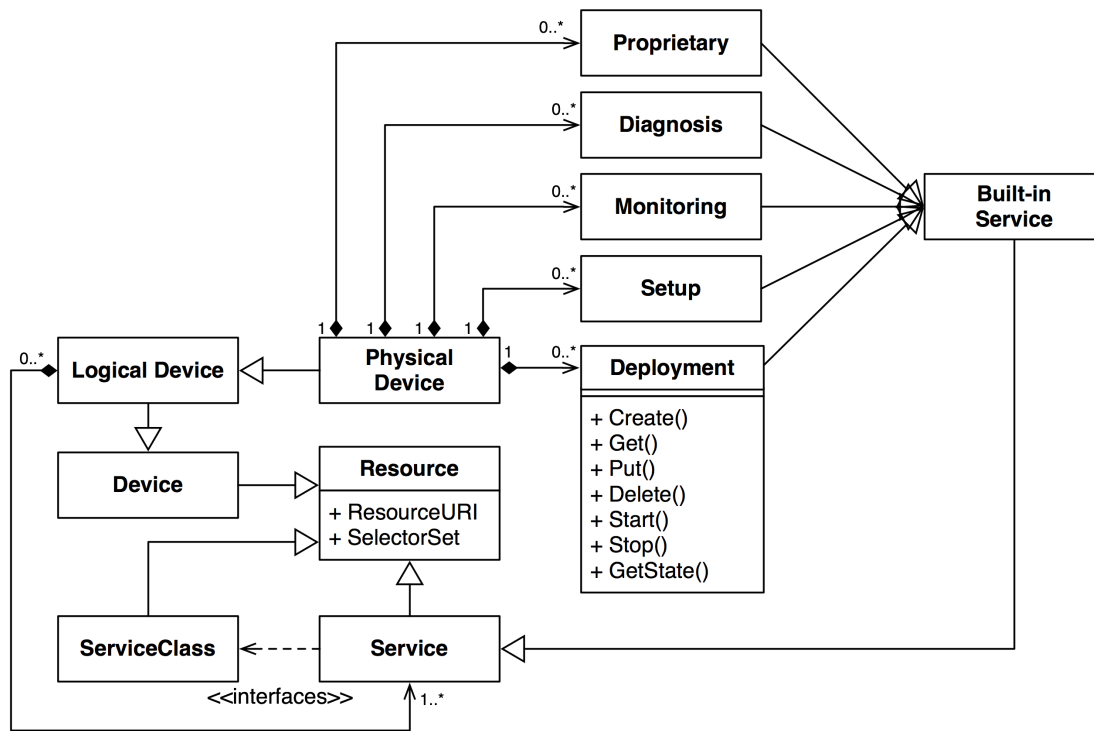 0..*
Proprietary
0..*
Diagnosis
0..*
Monitoring
Built-in
Service
0..*
Setup
1
1
1
1
0..*
Logical Device
Physical
Device
1
0..*
Deployment
+ Create()
+ Get()
+ Put()
+ Delete()
+ Start()
+ Stop()
+ GetState()
Device
Resource
+ ResourceURI
+ SelectorSet
ServiceClass
Service
<<interfaces>>
1..*